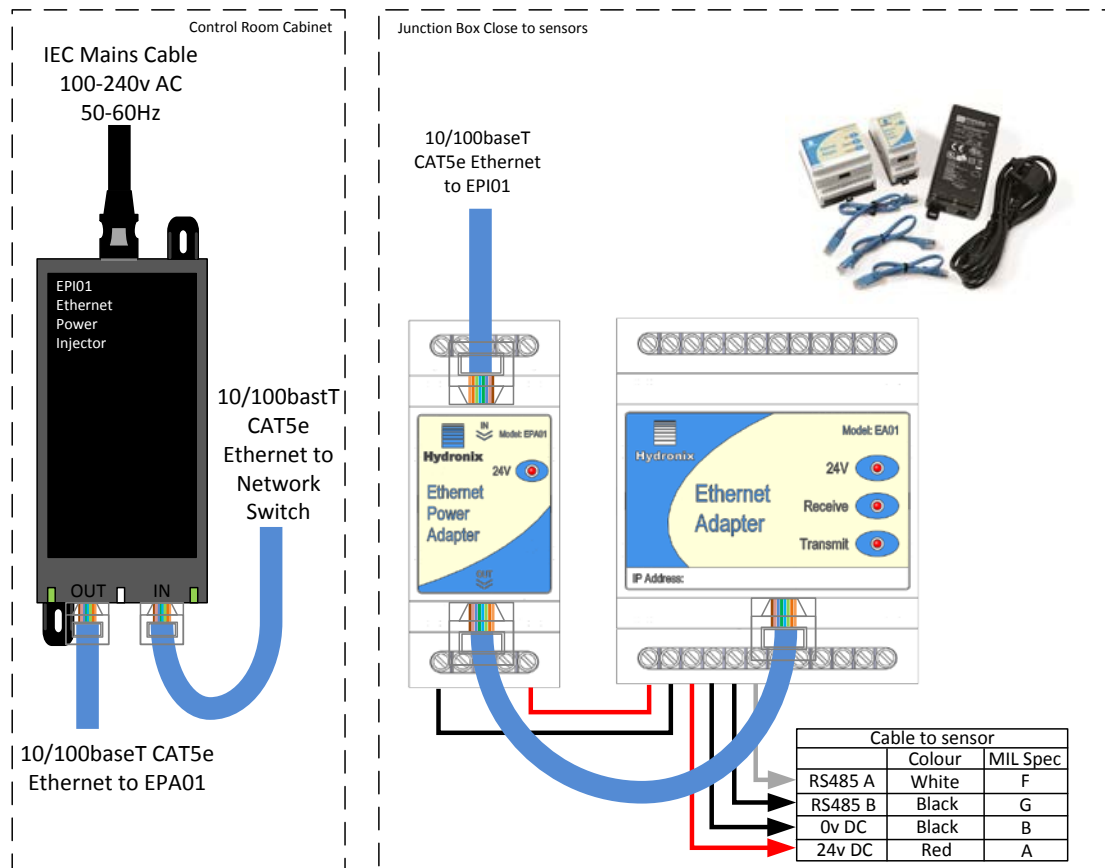 Control Room Cabinet
IEC Mains Cable
100-240v AC
50-60Hz
EPI01
Ethernet
Power
Injector
10/100bastT
CAT5e
Ethernet to
Network
Switch
OUT
IN
10/100baseT CAT5e
Ethernet to EPA01
Junction Box Close to sensors
10/100baseT
CAT5e Ethernet
to EPI01
IN
Model: EPA01
Hydronix
24V
Ethernet
Power
Adapter
OUT
Model: EA01
Hydronix
24V
Ethernet
Adapter
Receive
Transmit
IP Address:
Cable to sensor
Colour MIL Spec
RS485 A White F
RS485 B Black G
0v DC Black B
24v DC Red A